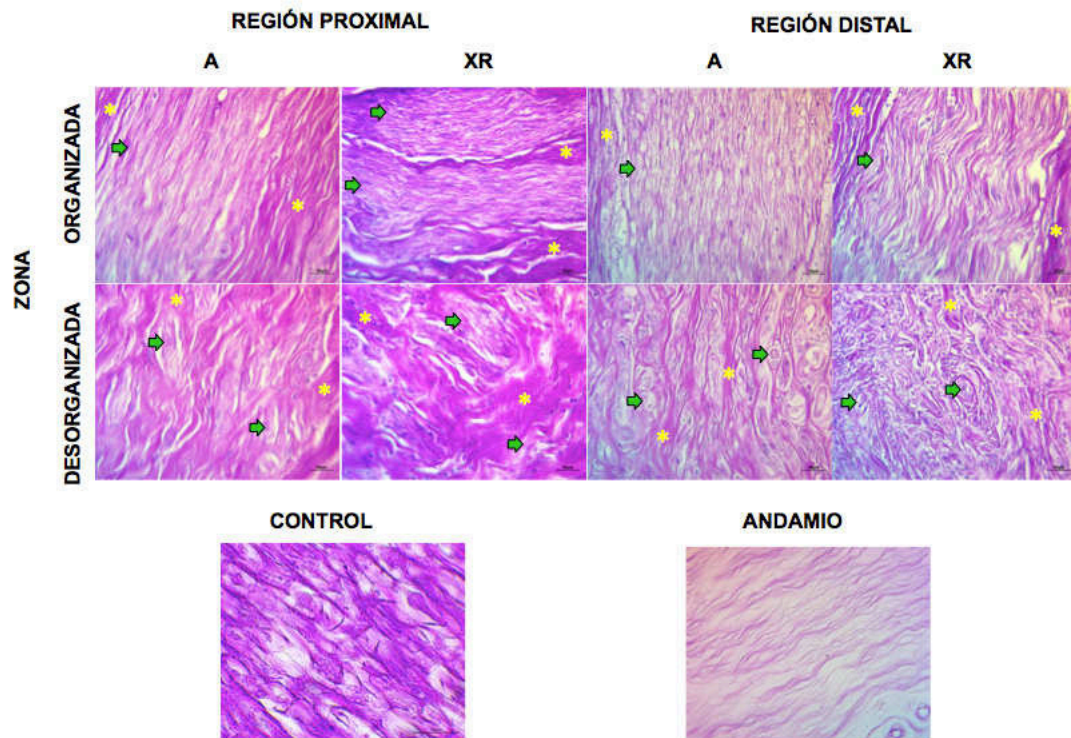 REGIÓN PROXIMAL
REGIÓN DISTAL
A
XR
A
XR
ZONA
ORGANIZADA
DESORGANIZADA
CONTROL
ANDAMIO